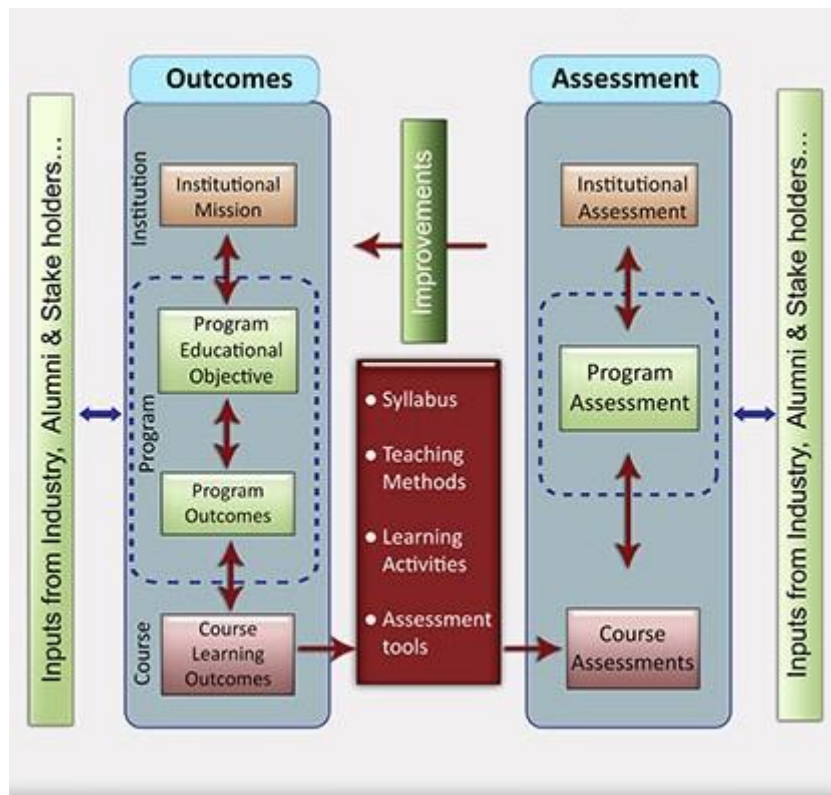 Outcomes
Assessment
Inputs from Industry, Alumni & Stake holders...
Institution
Institutional
Mission
Program
Program
Educational
Objective
Program
Outcomes
Course
Course
Learning
Outcomes
Improvements
● Syllabus
● Teaching
Methods
● Learning
Activities
● Assessment
tools
Institutional
Assessment
Program
Assessment
Course
Assessments
Inputs from Industry, Alumni & Stake holders...